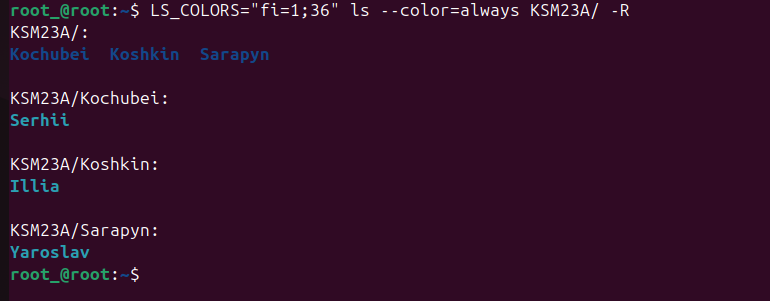 root_@root:~$ LS_COLORS="fi=1;36" ls --color=always KSM23A/ -R
KSM23A/:
Kochubei  Koshkin  Sarapyn
KSM23A/Kochubei:
Serhii
KSM23A/Koshkin:
Illia
KSM23A/Sarapyn:
Yaroslav
root_@root:~$